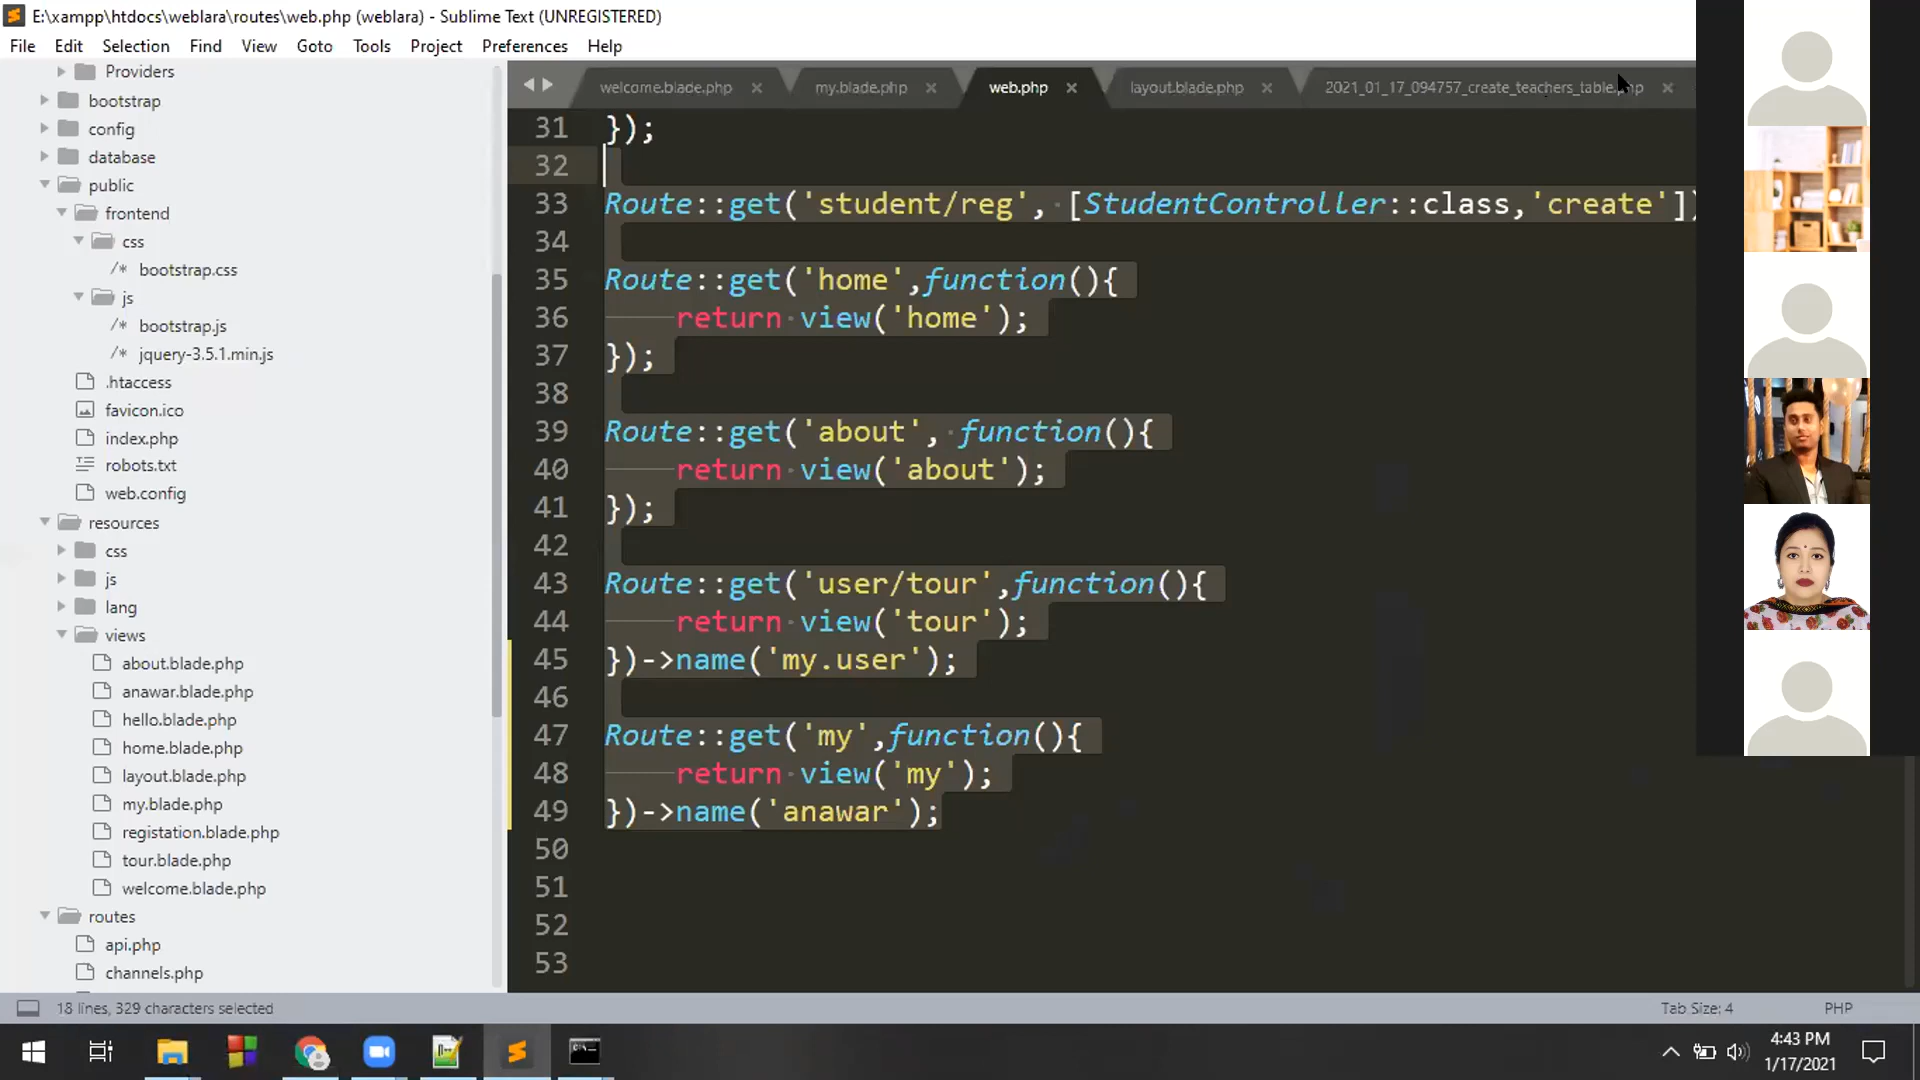 E:\xampp\htdocs\weblara\routes\web.php (weblara) - Sublime Text (UNREGISTERED)
File Edit Selection Find View Goto Tools Project Preferences Help
Providers
bootstrap
config
database
public
frontend
css
/* bootstrap.css
js
/* bootstrap.js
/* jquery-3.5.1.min.js
.htaccess
favicon.ico
index.php
robots.txt
web.config
resources
css
js
lang
views
about.blade.php
anawar.blade.php
hello.blade.php
home.blade.php
layout.blade.php
my.blade.php
registation.blade.php
tour.blade.php
welcome.blade.php
routes
api.php
channels.php
welcome.blade.php × my.blade.php × web.php × layout.blade.php × 2021_01_17_094757_create_teachers_table.php ×
31 });
32
33 Route::get('student/reg', [StudentController::class,'create'])
34
35 Route::get('home',function(){
36 return view('home');
37 });
38
39 Route::get('about', function(){
40 return view('about');
41 });
42
43 Route::get('user/tour',function(){
44 return view('tour');
45 })->name('my.user');
46
47 Route::get('my',function(){
48 return view('my');
49 })->name('anawar');
50
51
52
53
18 lines, 329 characters selected Tab Size: 4 PHP
4:43 PM
1/17/2021